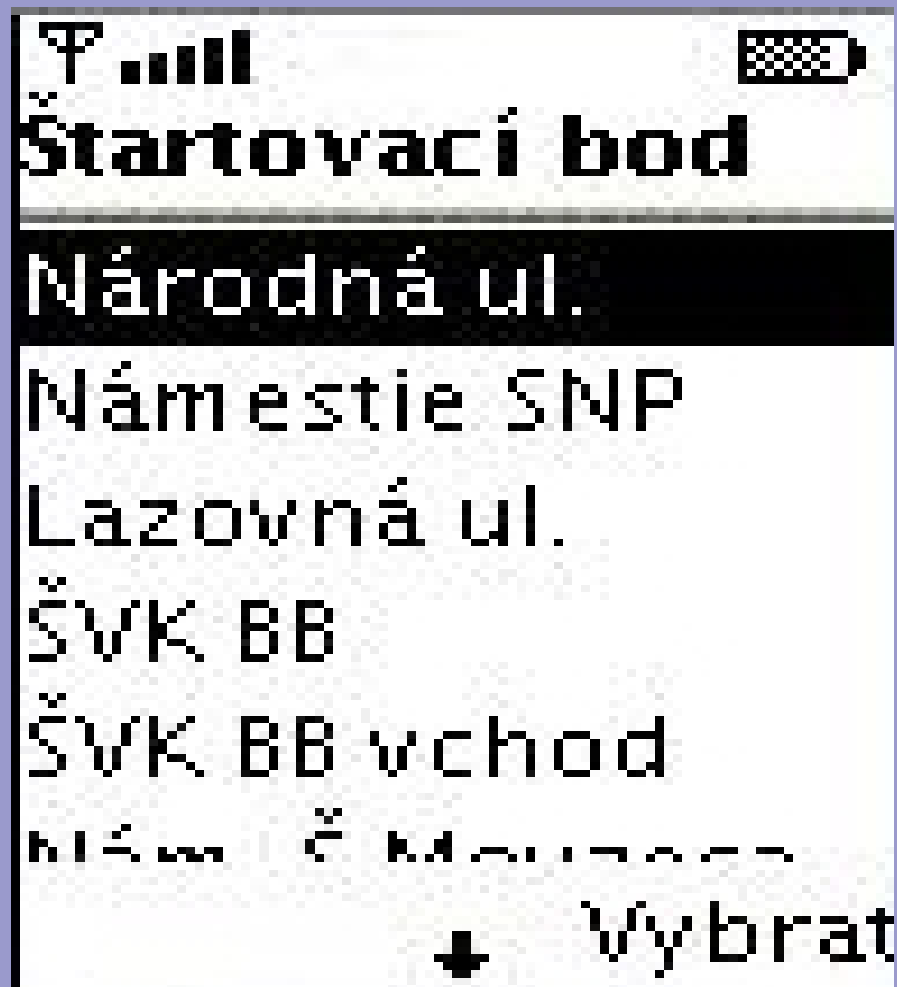 Štartovací bod
Národná ul.
Námestie SNP
Lazovná ul.
ŠVK BB
ŠVK BB vchod
Vybrat